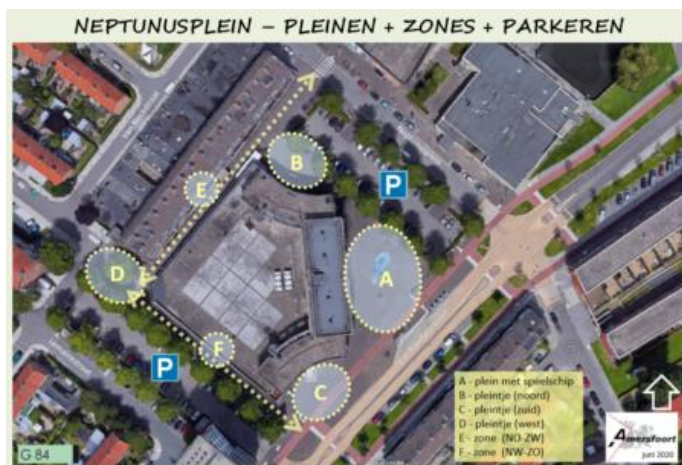 NEPTUNUSPLEIN – PLEINEN + ZONES + PARKEREN
B
P
E
A
D
F
P
C
A - plein met speelschip
B - pleintje (noord)
C - pleintje (zuid)
D - pleintje (west)
E - zone (NO-ZW)
F - zone (NW-ZO)
G 84
Amersfoort
juni 2020